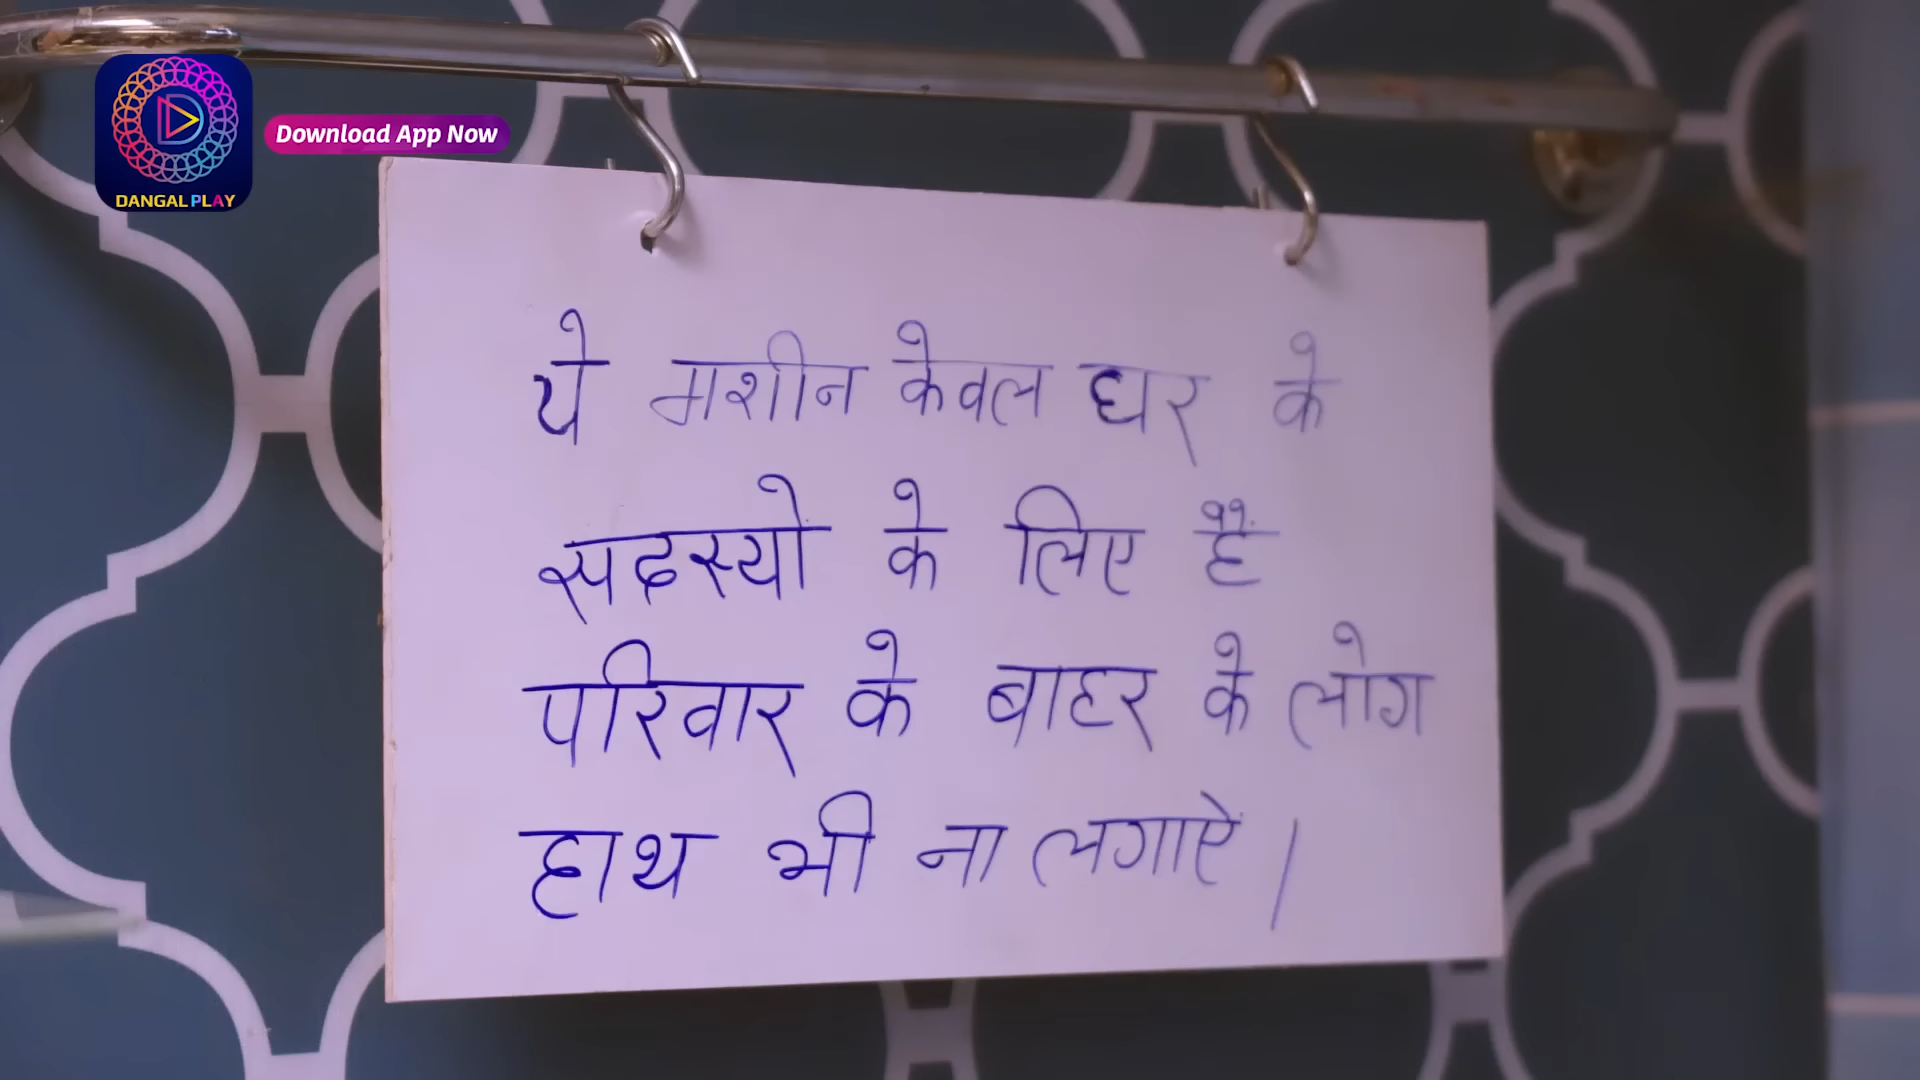 DANGAL PLAY
Download App Now
ये मशीन केवल घर के
सदस्यो के लिए हैं
परिवार के बाहर के लोग
हाथ भी ना लगाऐ।